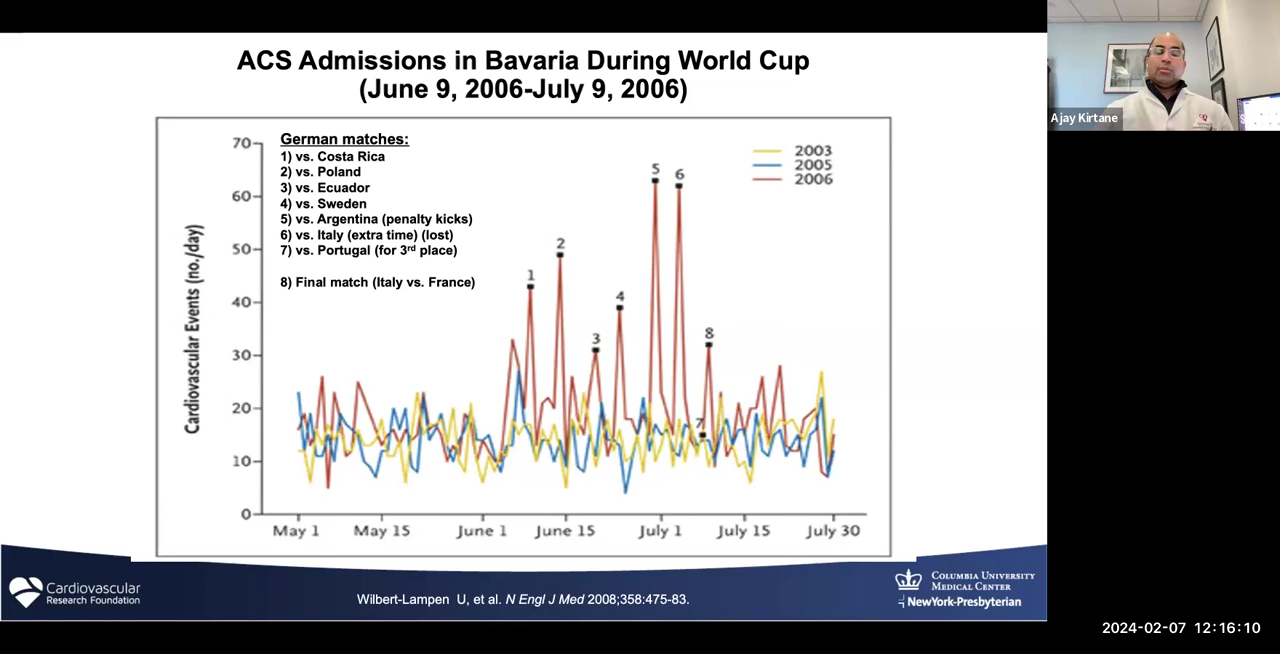 ACS Admissions in Bavaria During World Cup
(June 9, 2006-July 9, 2006)
Ajay Kirtane
German matches:
1) vs. Costa Rica
2) vs. Poland
3) vs. Ecuador
4) vs. Sweden
5) vs. Argentina (penalty kicks)
6) vs. Italy (extra time) (lost)
7) vs. Portugal (for 3rd place)
8) Final match (Italy vs. France)
2003
2005
2006
Cardiovascular Events (no./day)
70
60
50
40
30
20
10
0
1
2
3
4
5
6
7
8
May 1
May 15
June 1
June 15
July 1
July 15
July 30
Cardiovascular
Research Foundation
Wilbert-Lampen U, et al. N Engl J Med 2008;358:475-83.
COLUMBIA UNIVERSITY
MEDICAL CENTER
NewYork-Presbyterian
2024-02-07 12:16:10